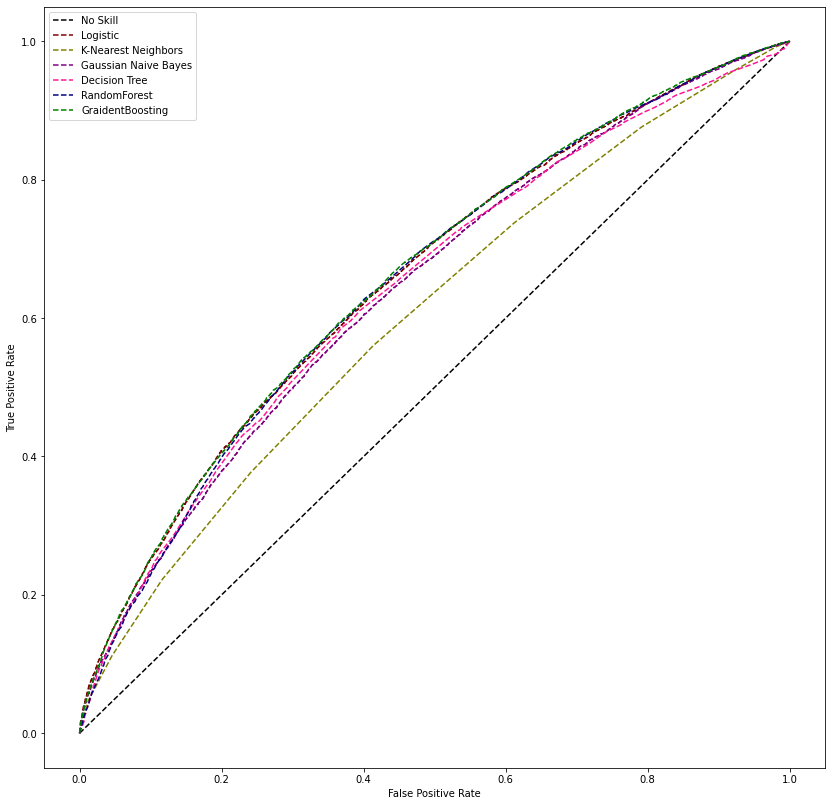 No Skill
Logistic
K-Nearest Neighbors
Gaussian Naive Bayes
Decision Tree
RandomForest
GraidentBoosting
1.0
0.8
0.6
0.4
0.2
0.0
True Positive Rate
0.0 0.2 0.4 0.6 0.8 1.0
False Positive Rate